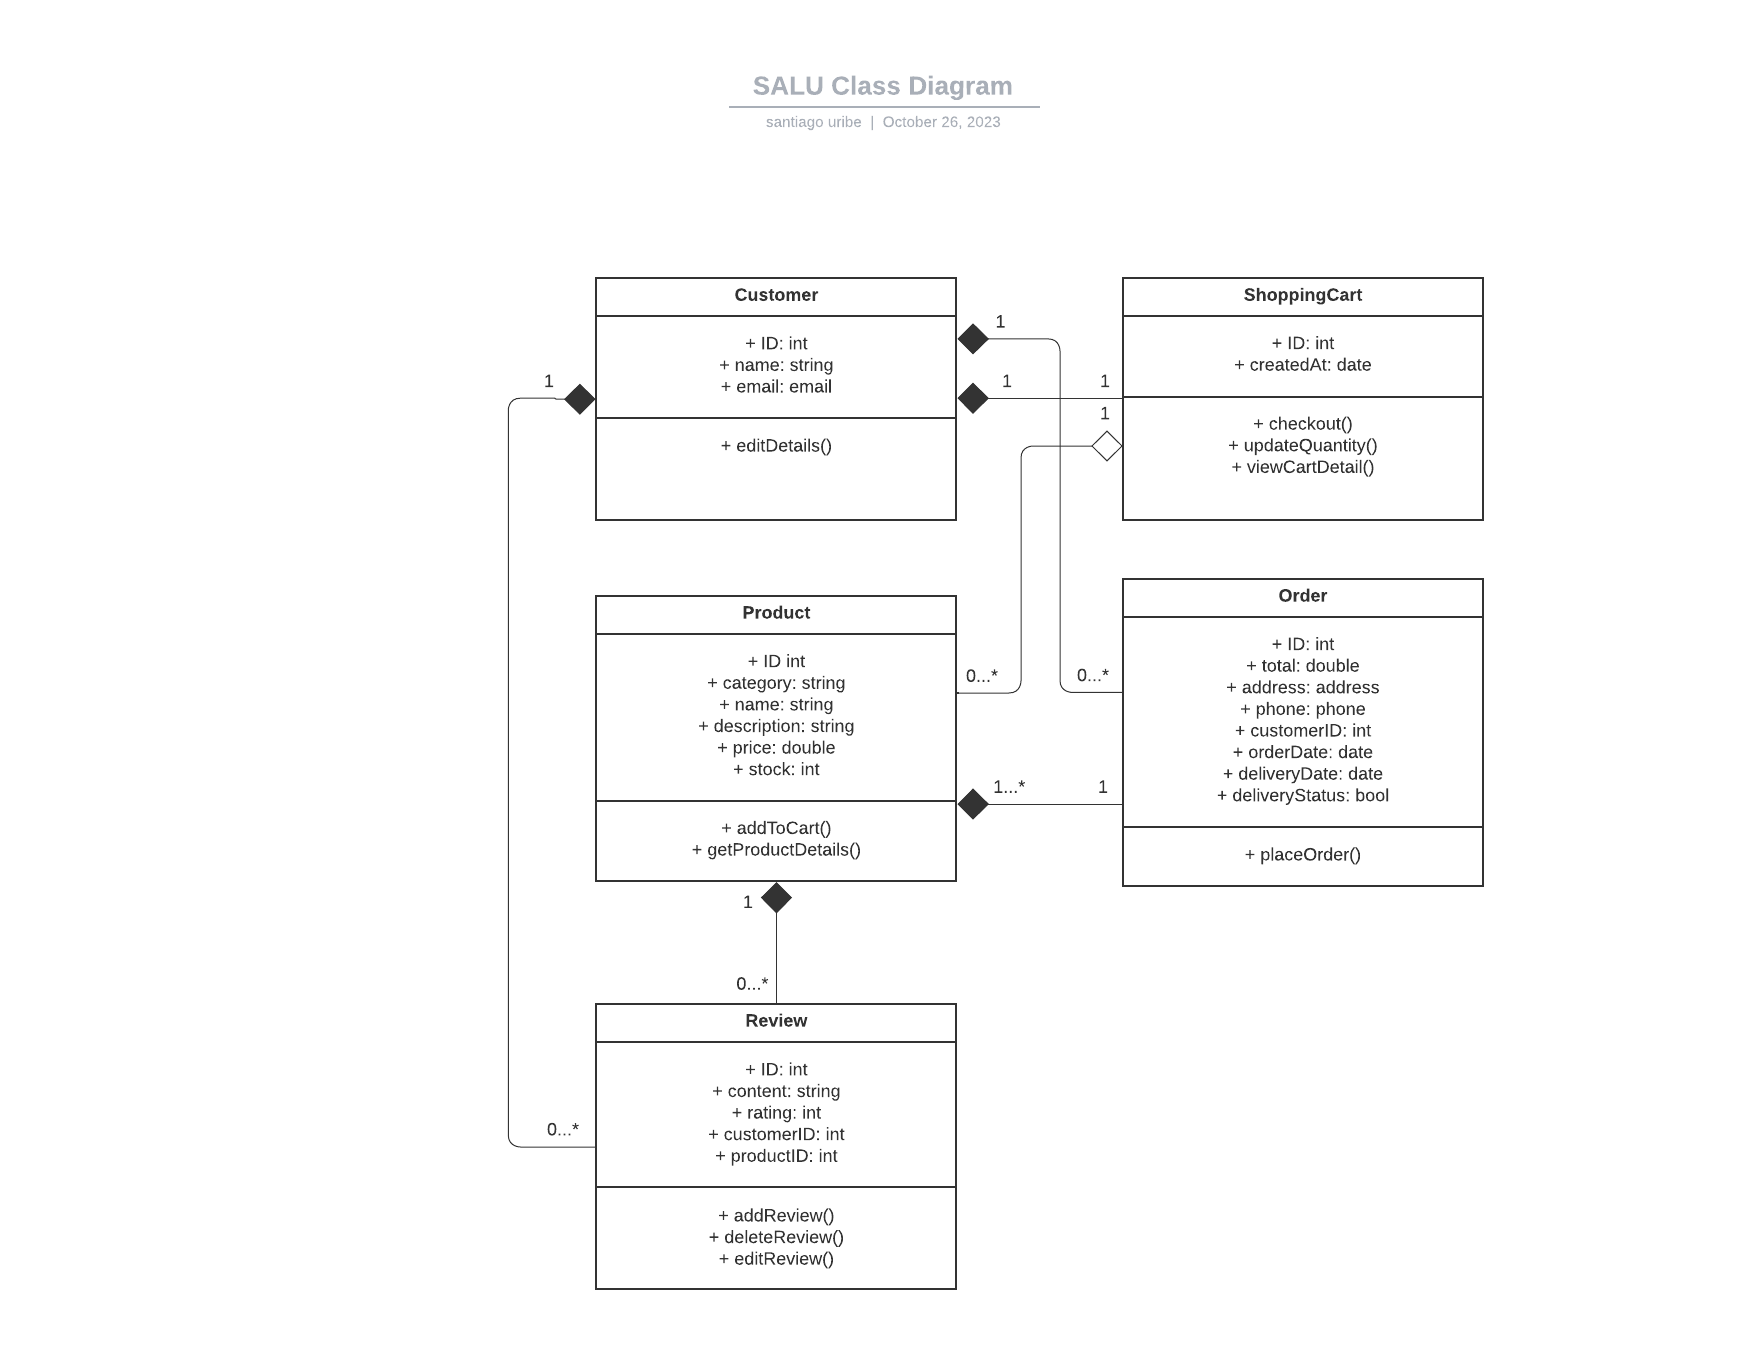 SALU Class Diagram
santiago uribe | October 26, 2023
Customer
+ ID: int
+ name: string
+ email: email
+ editDetails()
1
1
1
1
1
ShoppingCart
+ ID: int
+ createdAt: date
+ checkout()
+ updateQuantity()
+ viewCartDetail()
Product
+ ID int
+ category: string
+ name: string
+ description: string
+ price: double
+ stock: int
+ addToCart()
+ getProductDetails()
0...*
0...*
1...*
1
Order
+ ID: int
+ total: double
+ address: address
+ phone: phone
+ customerID: int
+ orderDate: date
+ deliveryDate: date
+ deliveryStatus: bool
+ placeOrder()
1
0...*
Review
+ ID: int
+ content: string
+ rating: int
+ customerID: int
+ productID: int
+ addReview()
+ deleteReview()
+ editReview()
0...*